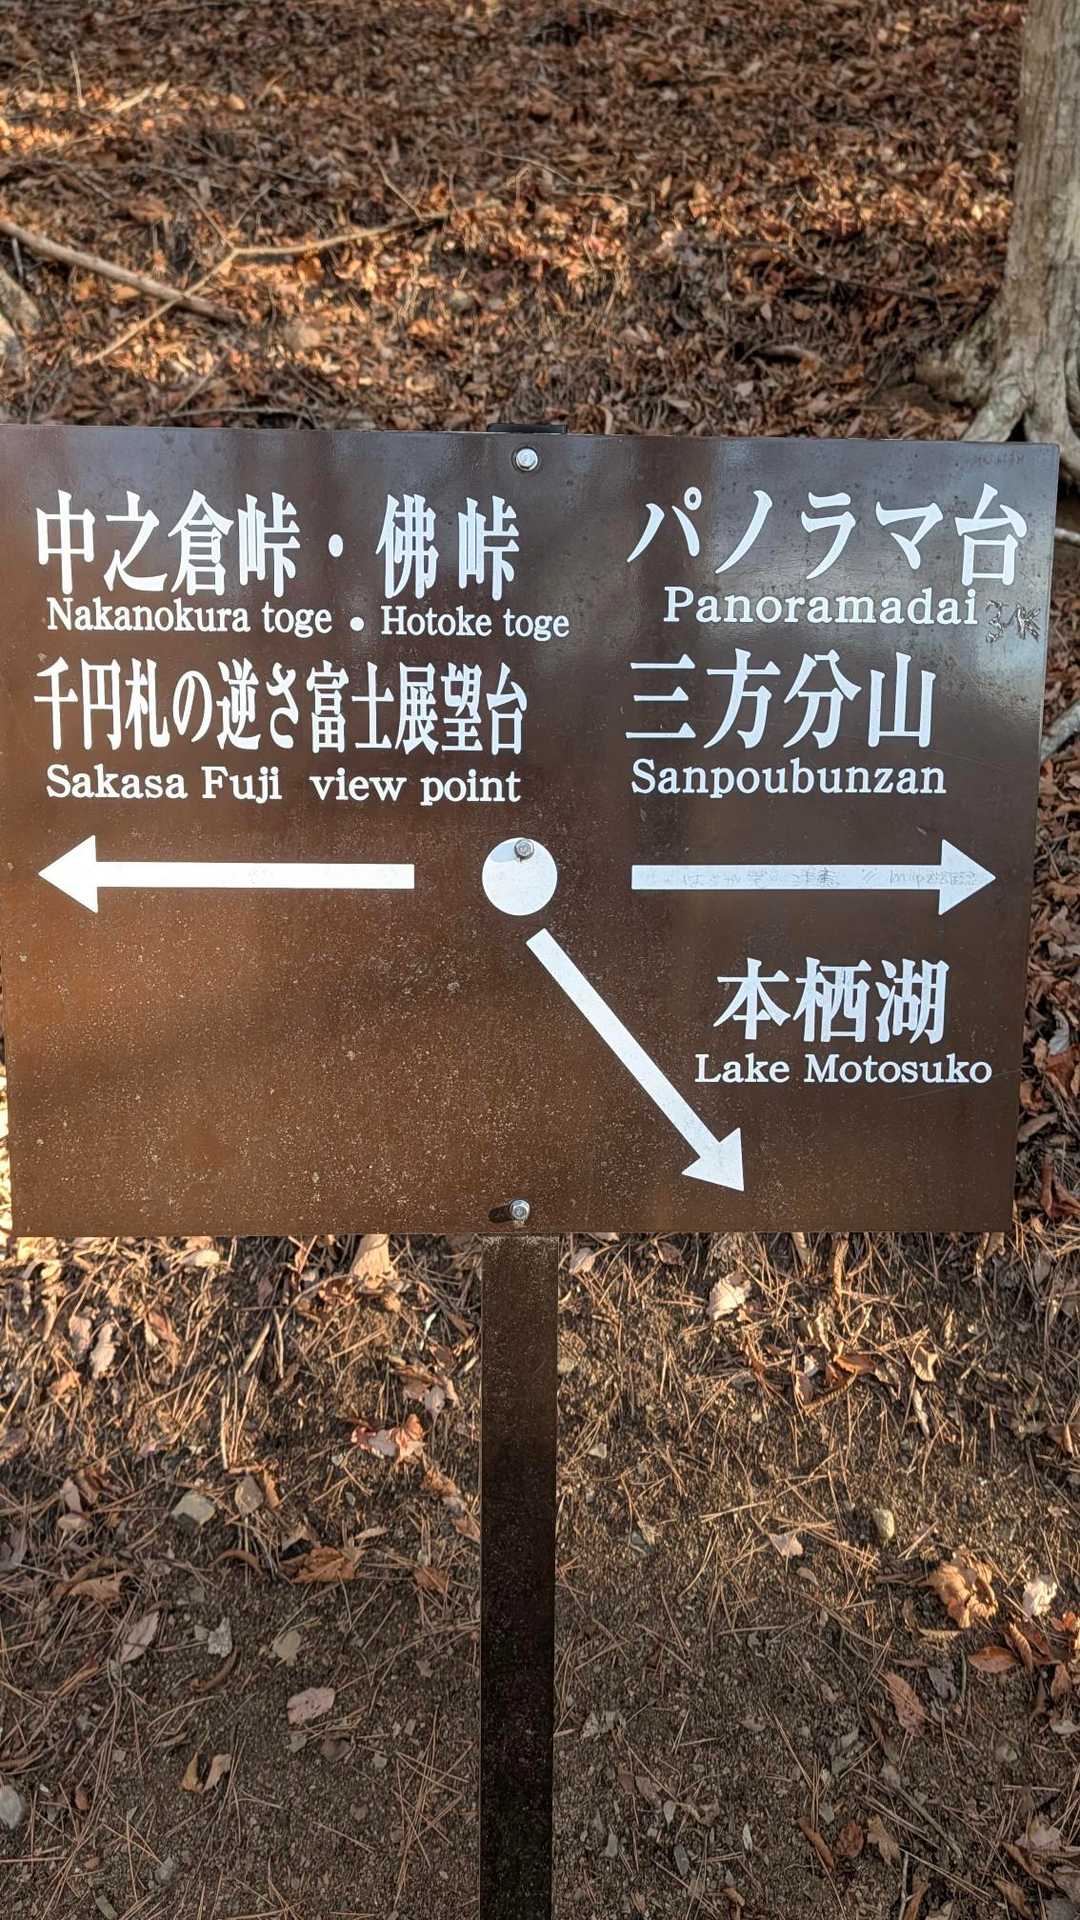 中之倉峠・佛峠
Nakanokura toge • Hotoke toge
千円札の逆さ富士展望台
Sakasa Fuji view point
パノラマ台
Panoramadai
三方分山
Sanpoubunzan
本栖湖
Lake Motosuko